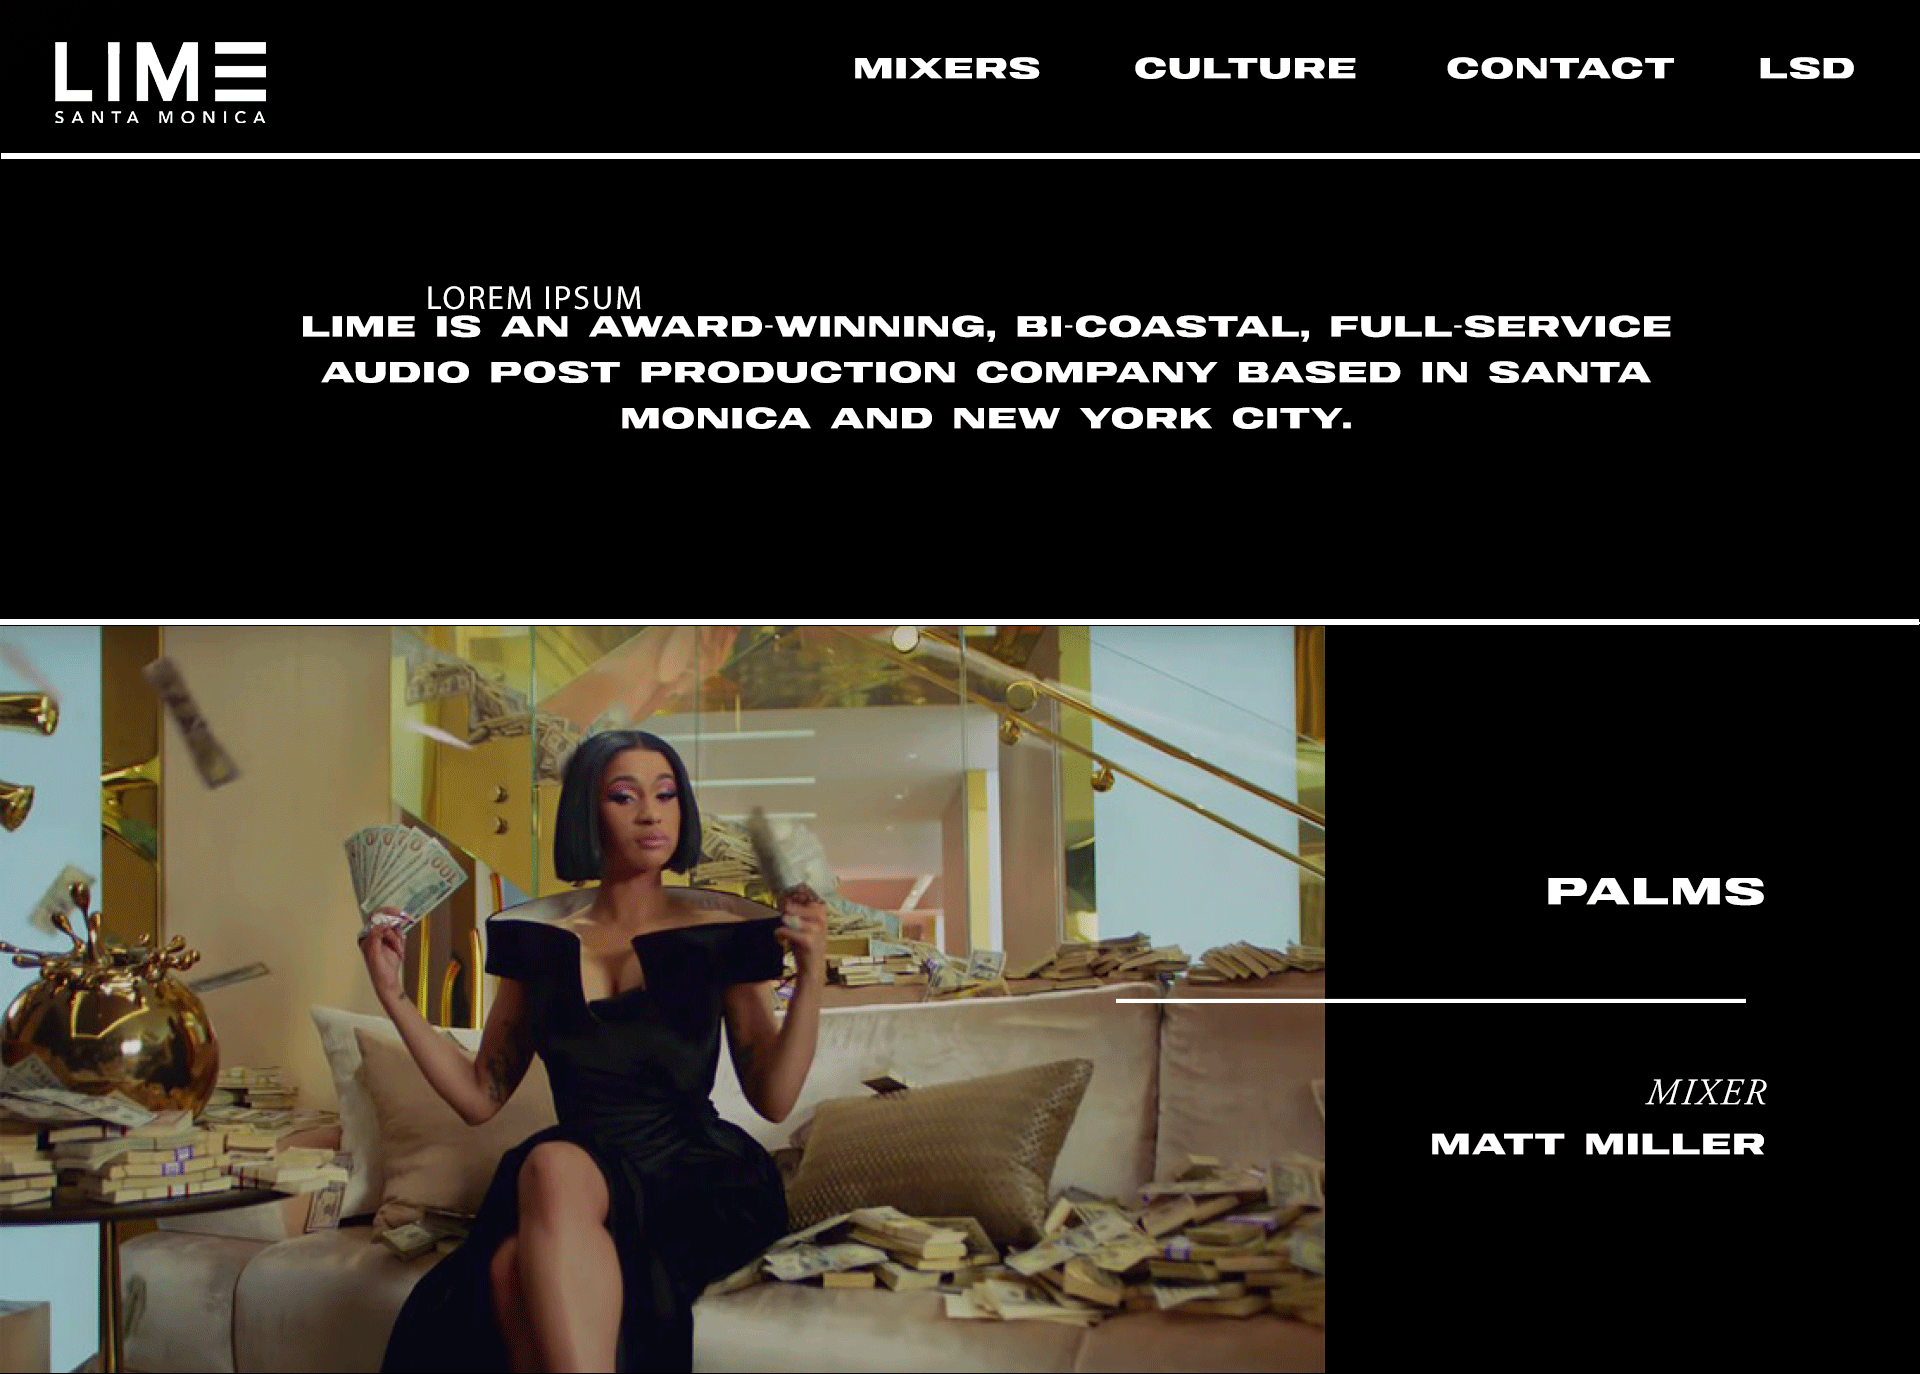 LIME
SANTA MONICA
MIXERS CULTURE CONTACT LSD
LOREM IPSUM
LIME IS AN AWARD-WINNING, BI-COASTAL, FULL-SERVICE
AUDIO POST PRODUCTION COMPANY BASED IN SANTA
MONICA AND NEW YORK CITY.
100
PALMS
MIXER
MATT MILLER